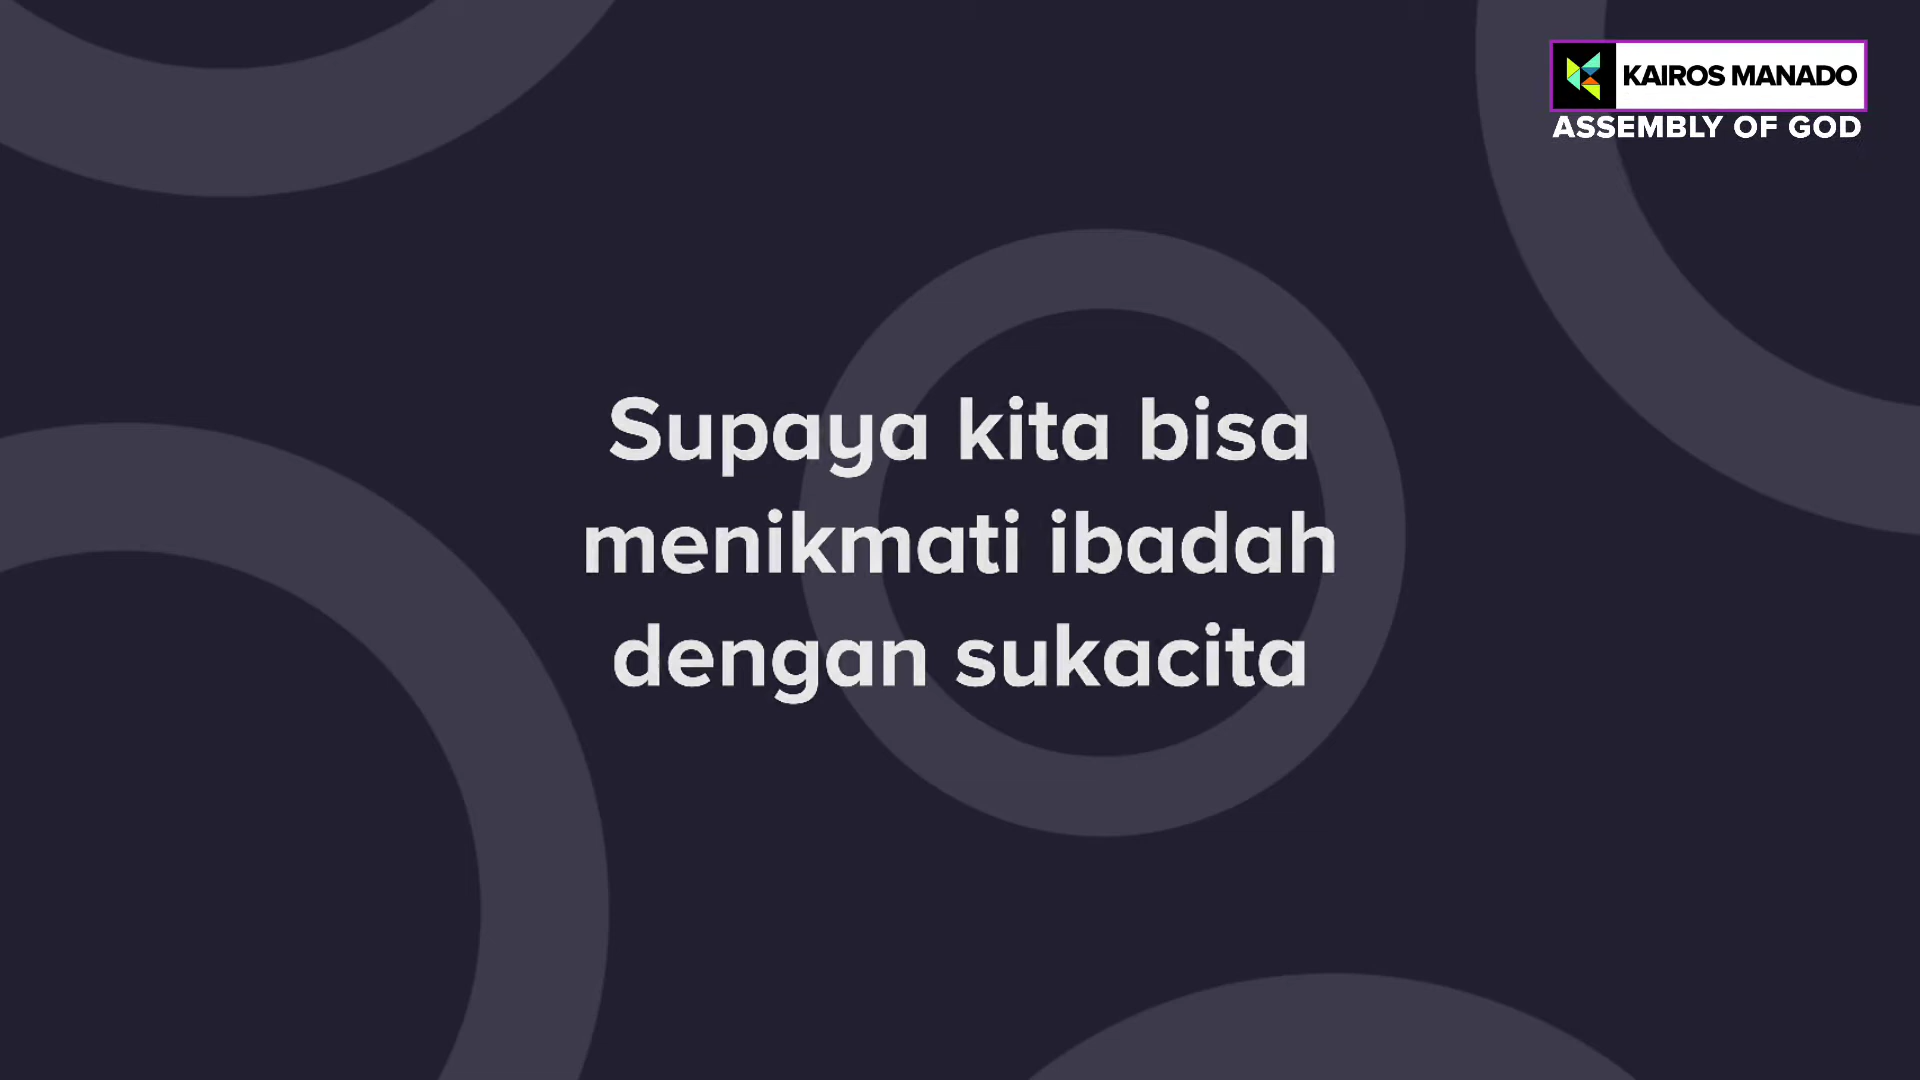 KAIROS MANADO
ASSEMBLY OF GOD
Supaya kita bisa
menikmati ibadah
dengan sukacita